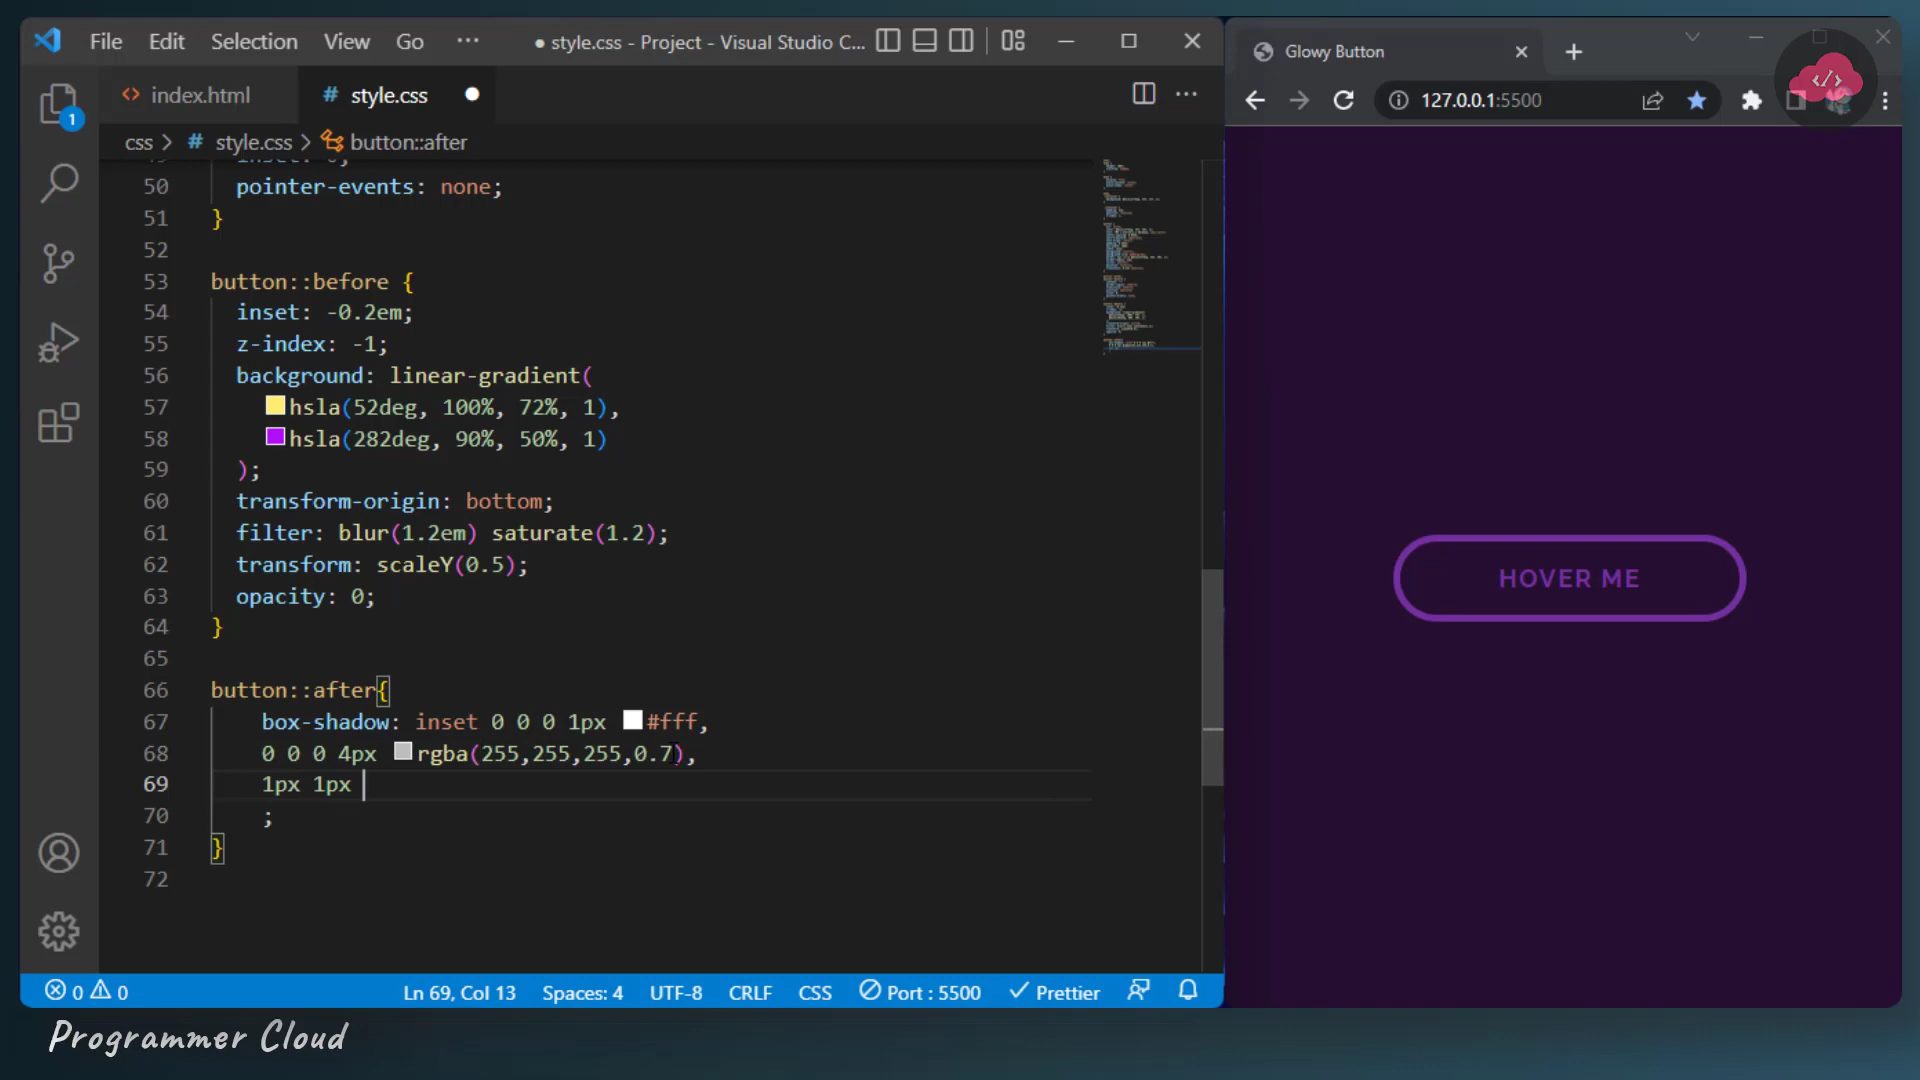 File Edit Selection View Go ··· ● style.css - Project - Visual Studio C...
index.html # style.css ●
css > # style.css > button::after
50 pointer-events: none;
51 }
52
53 button::before {
54 inset: -0.2em;
55 z-index: -1;
56 background: linear-gradient(
57 hsla(52deg, 100%, 72%, 1),
58 hsla(282deg, 90%, 50%, 1)
59 );
60 transform-origin: bottom;
61 filter: blur(1.2em) saturate(1.2);
62 transform: scaleY(0.5);
63 opacity: 0;
64 }
65
66 button::after{
67 box-shadow: inset 0 0 0 1px #fff,
68 0 0 0 4px rgba(255,255,255,0.7),
69 1px 1px
70 ;
71 }
72
1
0 0 Ln 69, Col 13 Spaces: 4 UTF-8 CRLF CSS Port : 5500 Prettier
Glowy Button
127.0.0.1:5500
</>
HOVER ME
Programmer Cloud